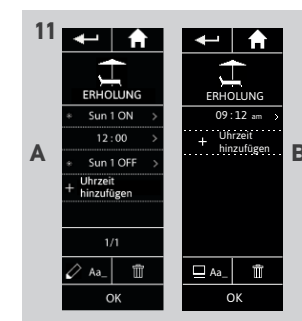 11
A
ERHOLUNG
Sun 1 ON >
12 : 00 >
Sun 1 OFF >
+ Uhrzeit
hinzufügen
1/1
Aa_
OK
B
ERHOLUNG
09 : 12 am >
+ Uhrzeit
hinzufügen
Aa_
OK